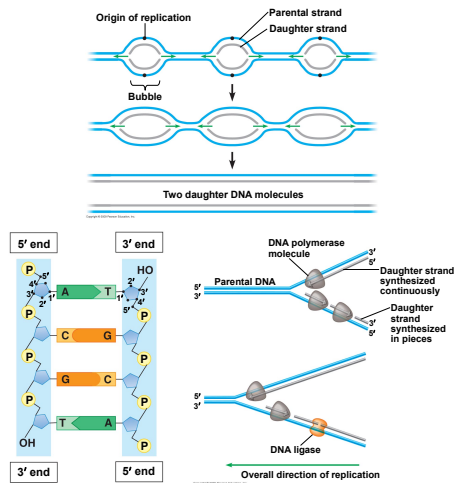 Origin of replication
Parental strand
Daughter strand
Bubble
Two daughter DNA molecules
5′ end
3′ end
P
HO
5′
4′
3′
2′
1′
A
T
1′
2′
3′
4′
5′
P
P
C
G
P
P
G
C
P
P
T
A
OH
P
3′ end
5′ end
DNA polymerase
molecule
3′
5′
Parental DNA
Daughter strand
synthesized
continuously
5′
3′
Daughter
strand
synthesized
in pieces
3′
5′
5′
3′
DNA ligase
Overall direction of replication